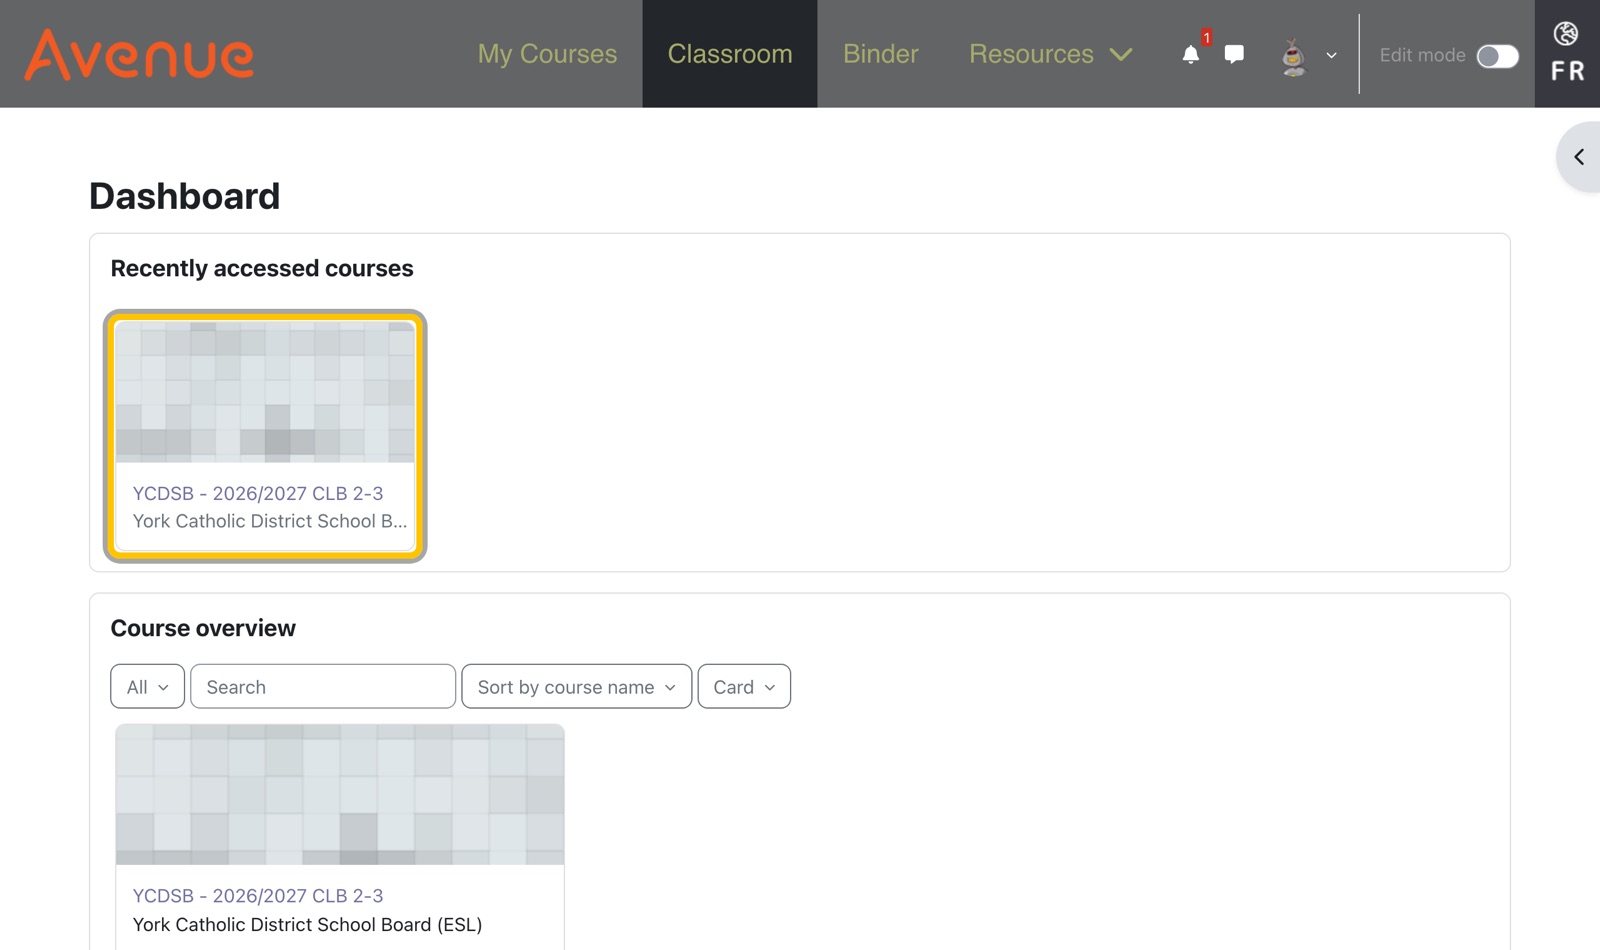 Avenue
My Courses
Classroom
Binder
Resources
1
Edit mode
FR
Dashboard
Recently accessed courses
YCDSB - 2026/2027 CLB 2-3
York Catholic District School B...
Course overview
All
Search
Sort by course name
Card
YCDSB - 2026/2027 CLB 2-3
York Catholic District School Board (ESL)